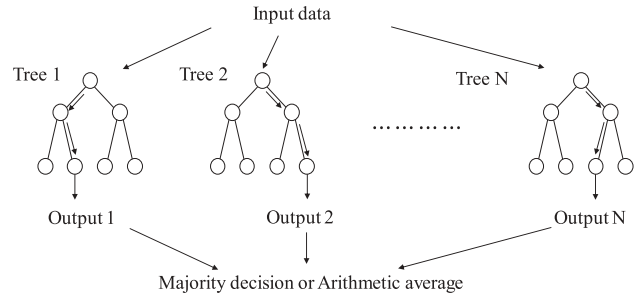 Input data
Tree 1
Tree 2
Tree N
…………
Output 1
Output 2
Output N
Majority decision or Arithmetic average